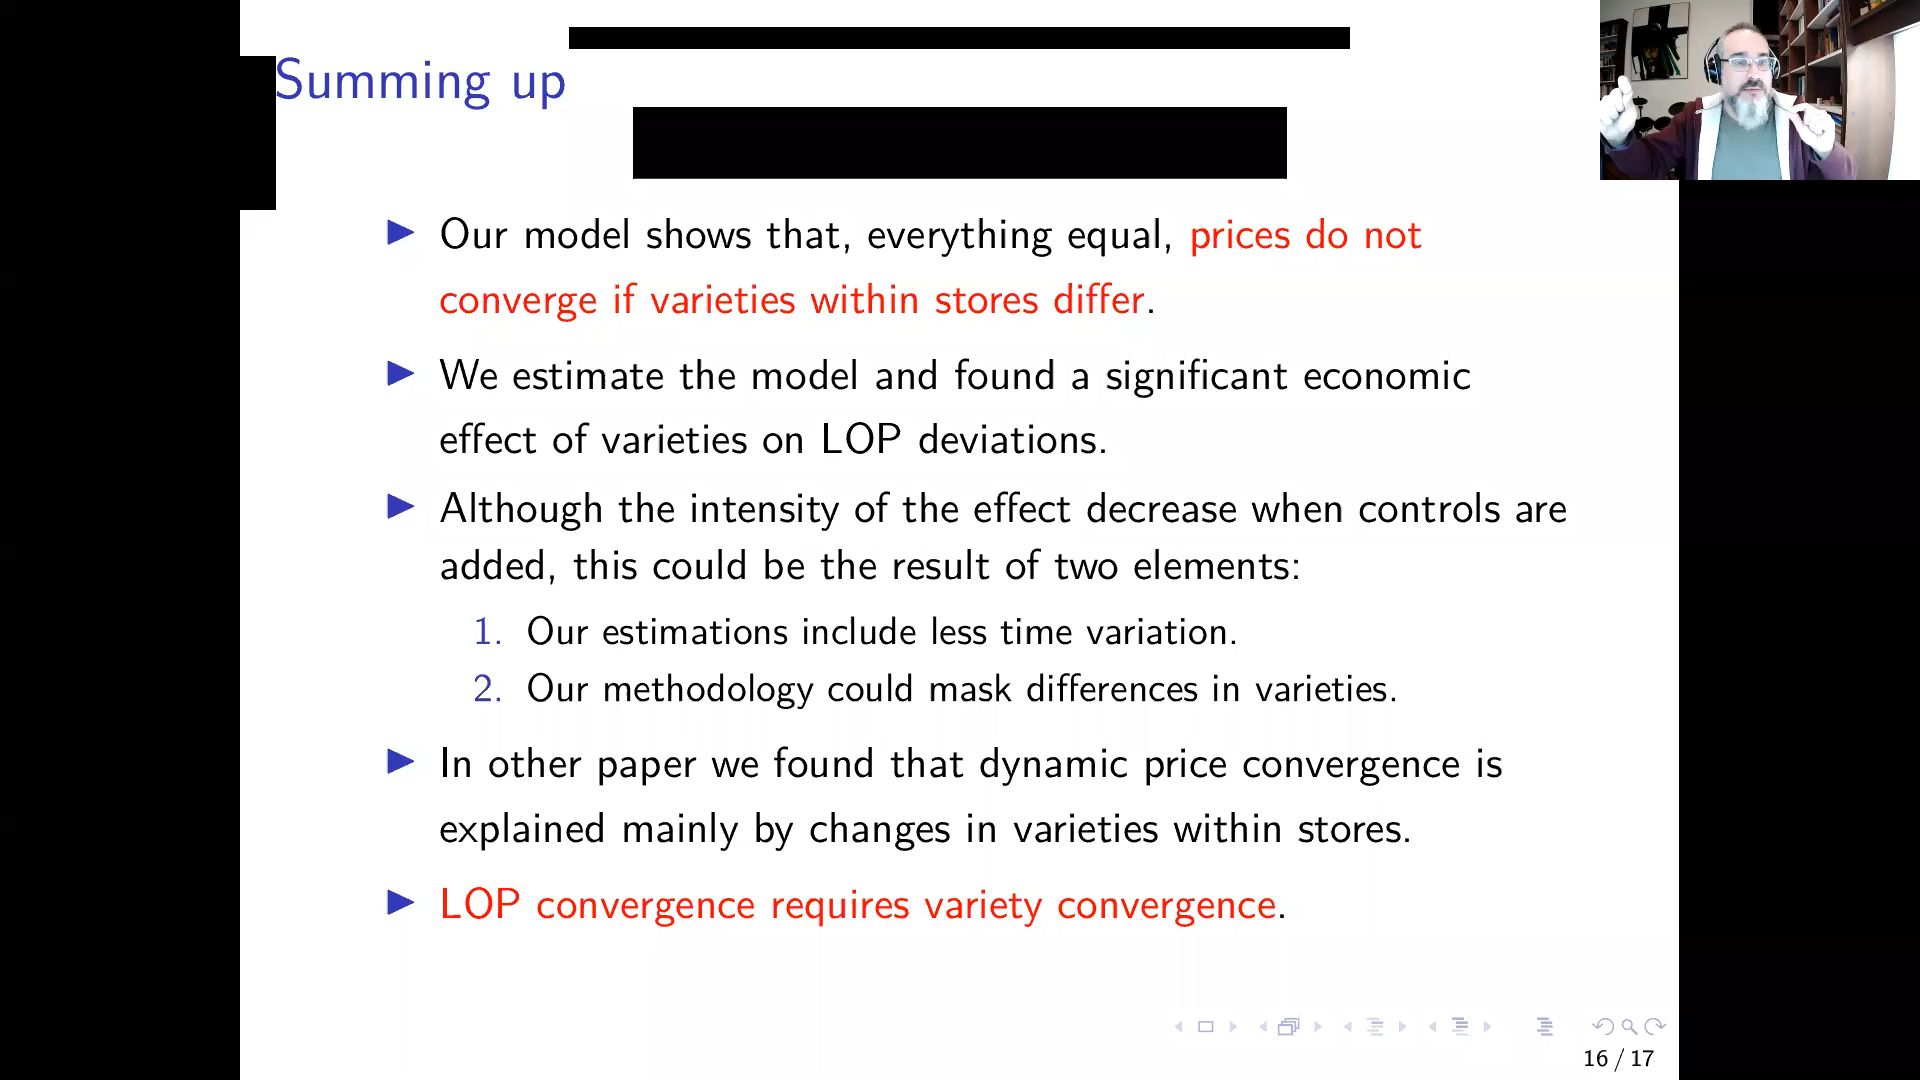 Summing up
Our model shows that, everything equal, prices do not
converge if varieties within stores differ.
We estimate the model and found a significant economic
effect of varieties on LOP deviations.
Although the intensity of the effect decrease when controls are
added, this could be the result of two elements:
1. Our estimations include less time variation.
2. Our methodology could mask differences in varieties.
In other paper we found that dynamic price convergence is
explained mainly by changes in varieties within stores.
LOP convergence requires variety convergence.
16 / 17